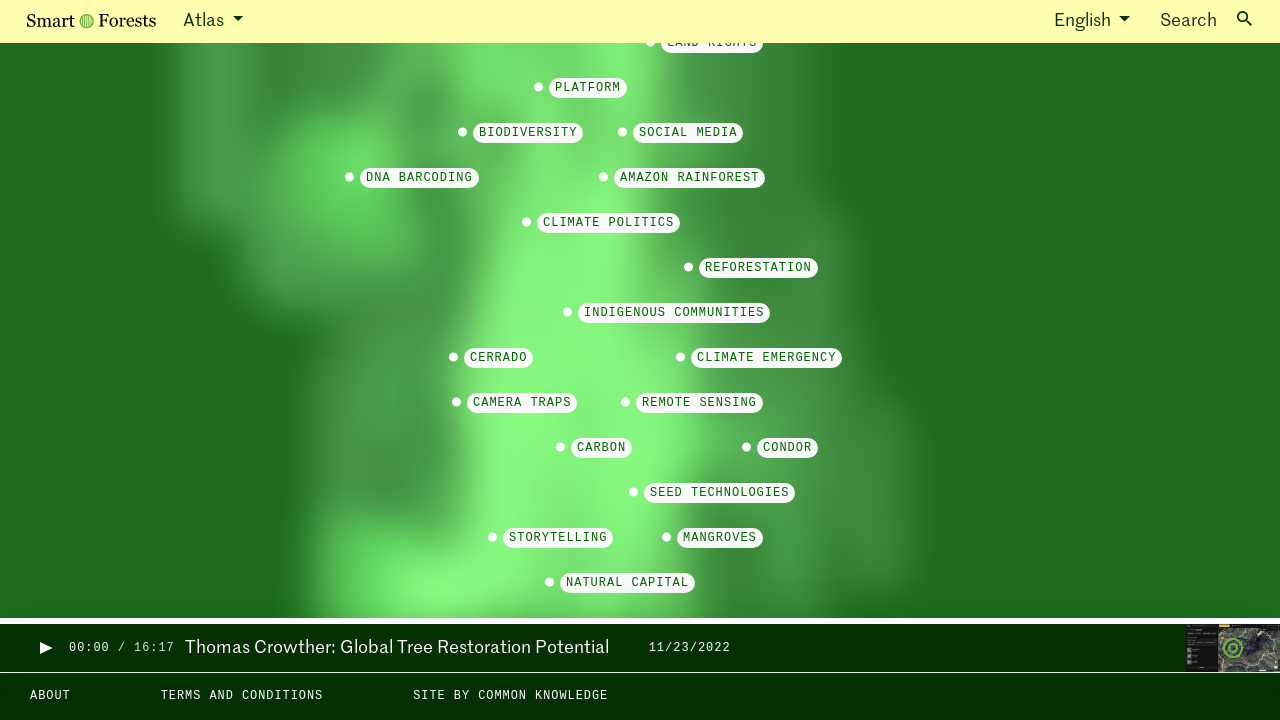 Smart Forests Atlas English Search
LAND RIGHTS
PLATFORM
BIODIVERSITY SOCIAL MEDIA
DNA BARCODING AMAZON RAINFOREST
CLIMATE POLITICS
REFORESTATION
INDIGENOUS COMMUNITIES
CERRADO CLIMATE EMERGENCY
CAMERA TRAPS REMOTE SENSING
CARBON CONDOR
SEED TECHNOLOGIES
STORYTELLING MANGROVES
NATURAL CAPITAL
00:00 / 16:17 Thomas Crowther: Global Tree Restoration Potential 11/23/2022
ABOUT TERMS AND CONDITIONS SITE BY COMMON KNOWLEDGE